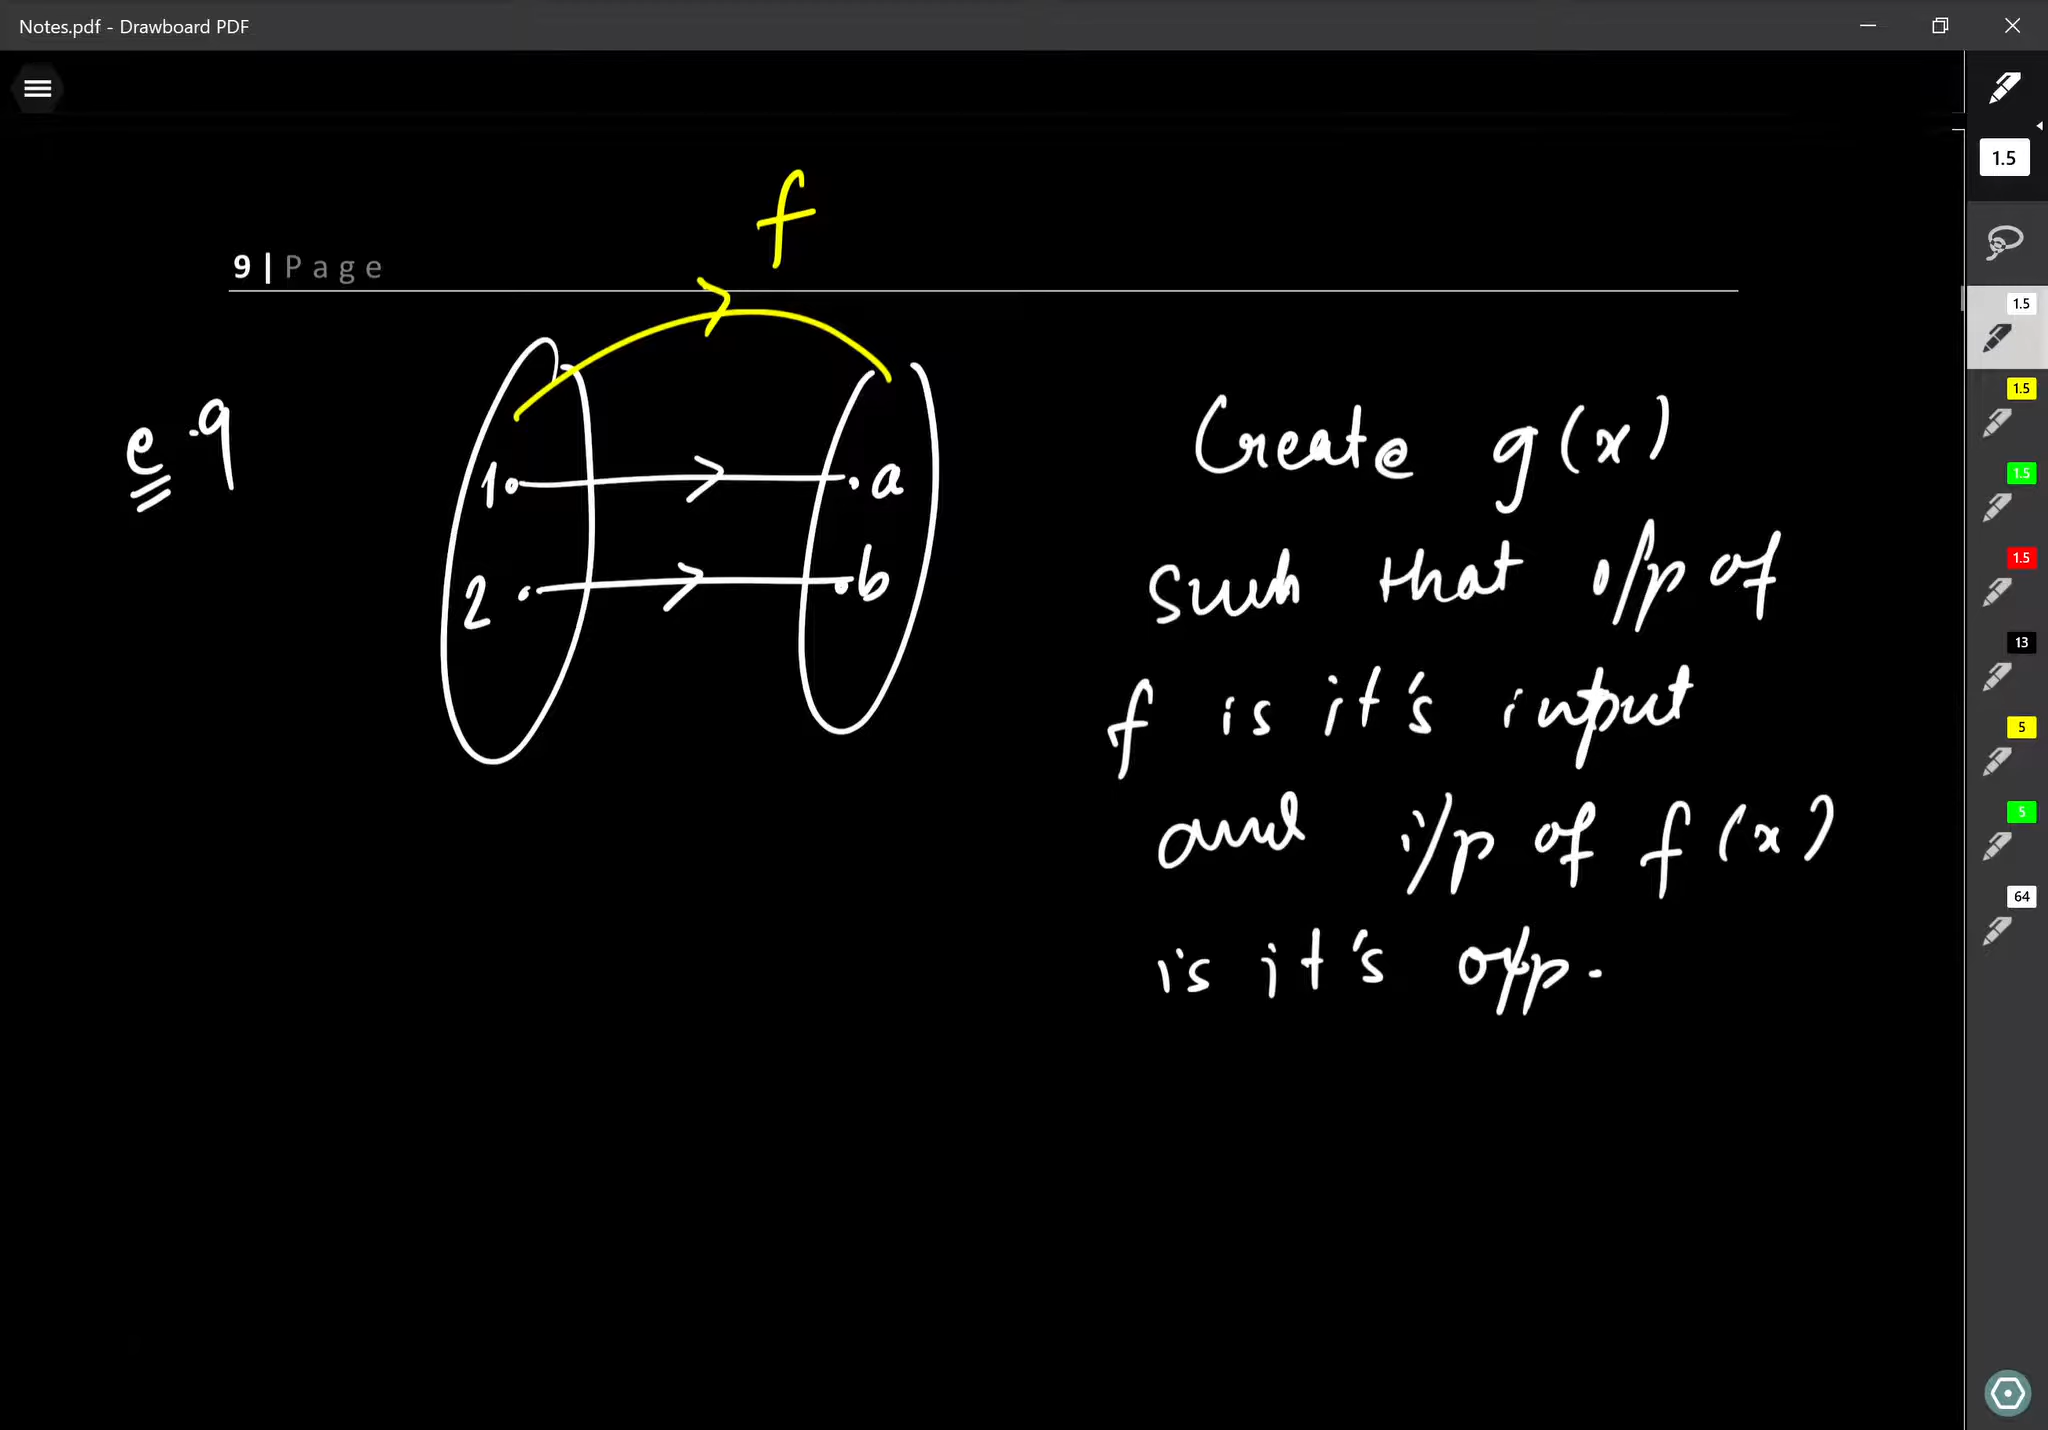 Notes.pdf - Drawboard PDF
1.5
f
9 | Page
1.5
1.5
e.g
1. .a
Create g(x)
1.5
2. .b
such that o/p of
1.5
13
f is it's input
5
and i/p of f(x)
5
64
is it's o/p.